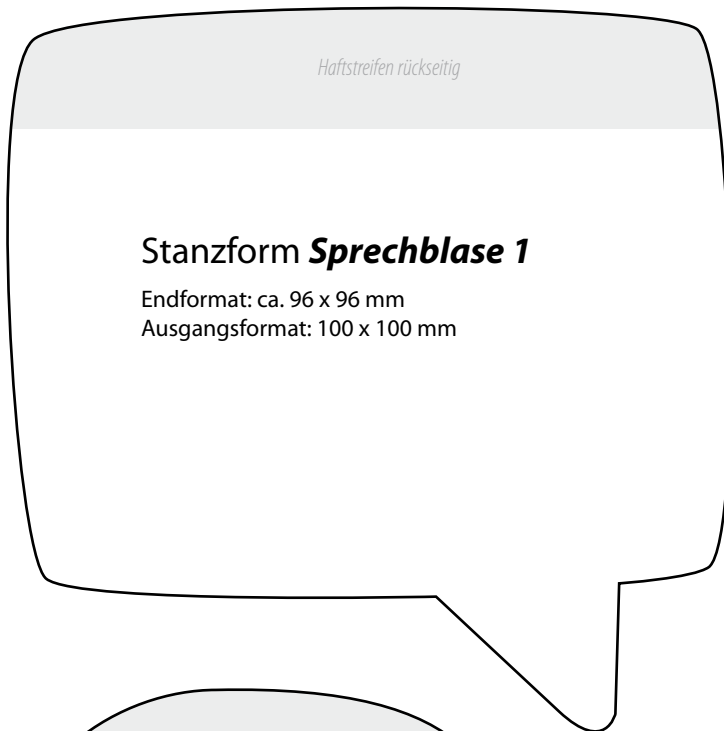 Haftstreifen rückseitig
Stanzform Sprechblase 1
Endformat: ca. 96 x 96 mm
Ausgangsformat: 100 x 100 mm